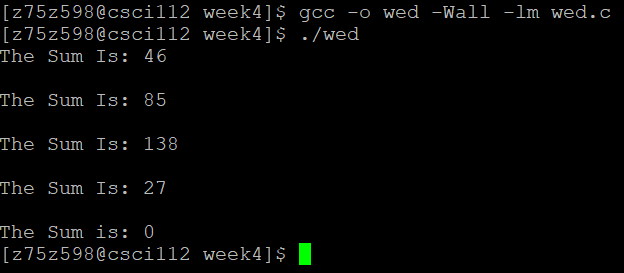 [z75z598@csci112 week4]$ gcc -o wed -Wall -lm wed.c
[z75z598@csci112 week4]$ ./wed
The Sum Is: 46
The Sum Is: 85
The Sum Is: 138
The Sum Is: 27
The Sum is: 0
[z75z598@csci112 week4]$